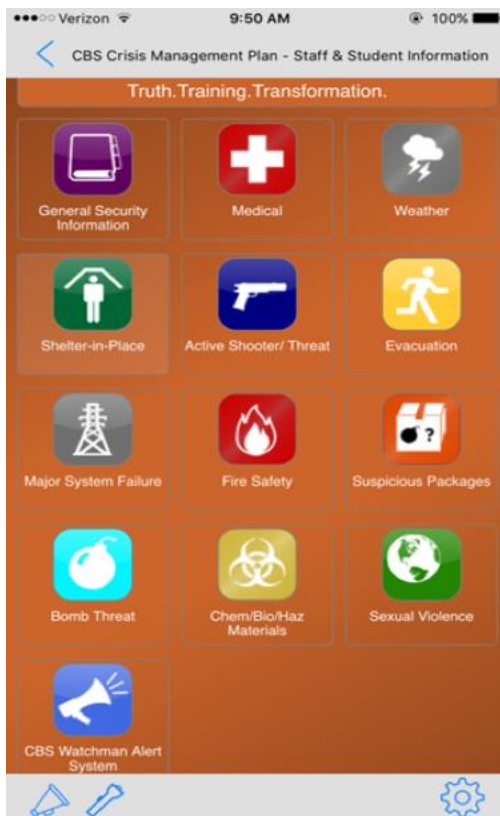 Verizon 9:50 AM 100%
CBS Crisis Management Plan - Staff & Student Information
Truth.Training.Transformation.
General Security
Information
Medical
Weather
Shelter-in-Place
Active Shooter/ Threat
Evacuation
Major System Failure
Fire Safety
?
Suspicious Packages
Bomb Threat
Chem/Bio/Haz
Materials
Sexual Violence
CBS Watchman Alert
System